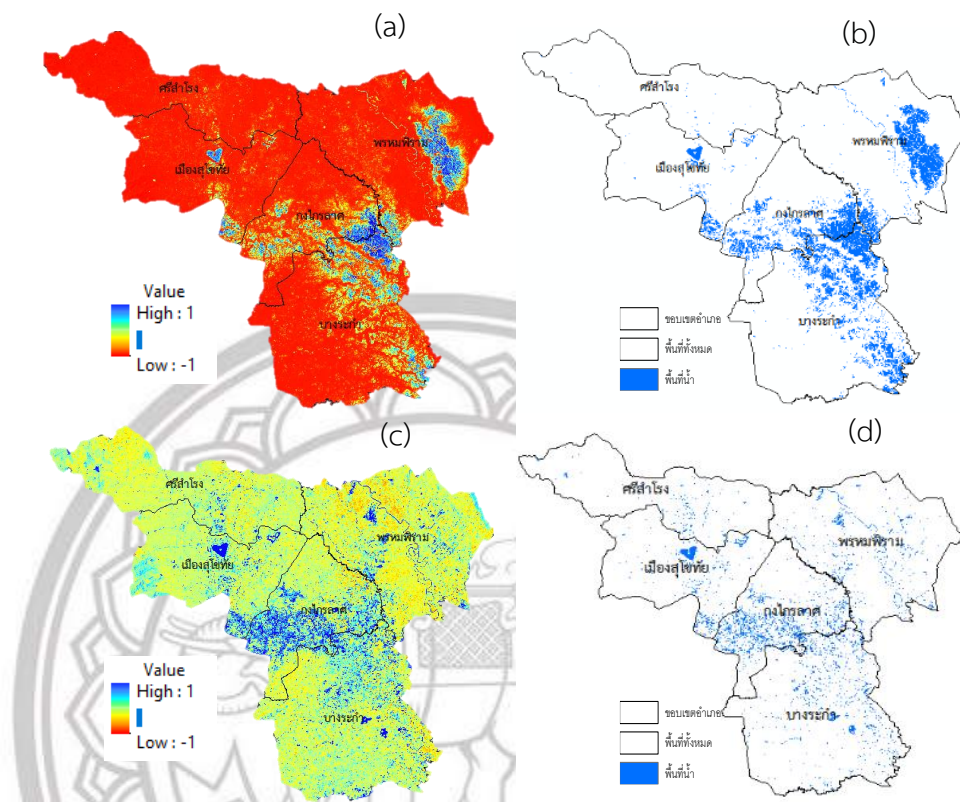 (a)
ศรีสำโรง
พรหมพิราม
เมืองสุโขทัย
กงไกรลาศ
บางระกำ
Value
High : 1
Low : -1
(b)
ศรีสำโรง
พรหมพิราม
เมืองสุโขทัย
กงไกรลาศ
บางระกำ
ขอบเขตอำเภอ
พื้นที่ทั้งหมด
พื้นที่น้ำ
(c)
ศรีสำโรง
พรหมพิราม
เมืองสุโขทัย
กงไกรลาศ
บางระกำ
Value
High : 1
Low : -1
(d)
ศรีสำโรง
พรหมพิราม
เมืองสุโขทัย
กงไกรลาศ
บางระกำ
ขอบเขตอำเภอ
พื้นที่ทั้งหมด
พื้นที่น้ำ